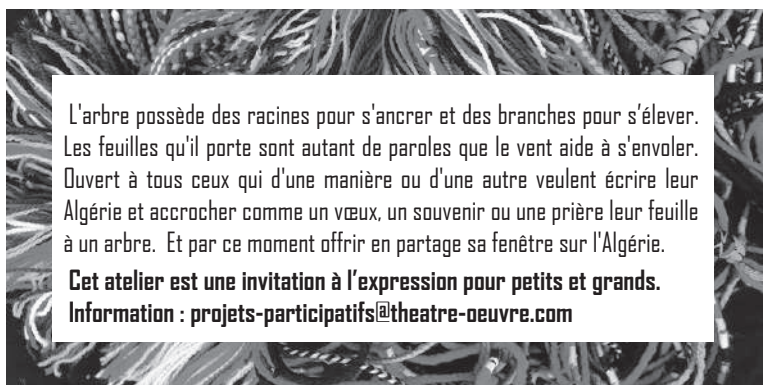 L'arbre possède des racines pour s'ancrer et des branches pour s’élever.
Les feuilles qu'il porte sont autant de paroles que le vent aide à s'envoler.
Ouvert à tous ceux qui d'une manière ou d'une autre veulent écrire leur
Algérie et accrocher comme un vœux, un souvenir ou une prière leur feuille
à un arbre. Et par ce moment offrir en partage sa fenêtre sur l'Algérie.
Cet atelier est une invitation à l’expression pour petits et grands.
Information : projets-participatifs@theatre-oeuvre.com